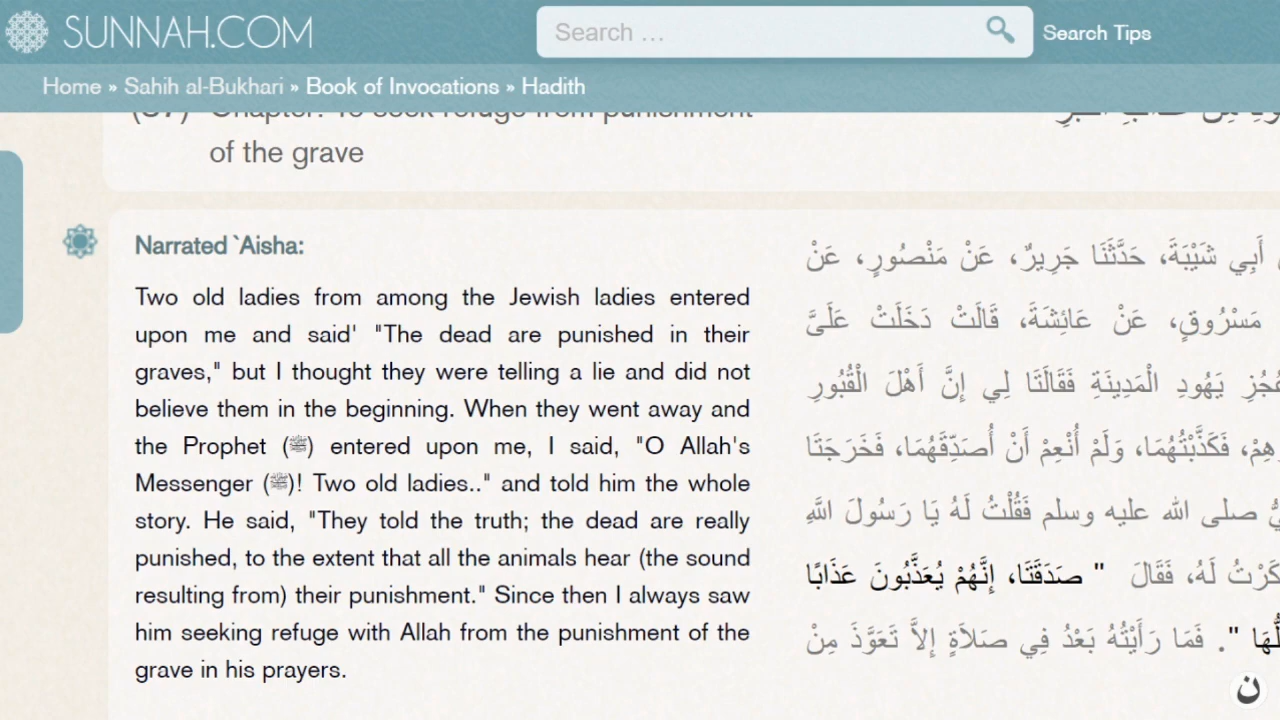 SUNNAH.COM
Search ...
Search Tips
Home » Sahih al-Bukhari » Book of Invocations » Hadith
Chapter: To seek refuge from punishment
of the grave
Narrated `Aisha:
Two old ladies from among the Jewish ladies entered
upon me and said' "The dead are punished in their
graves," but I thought they were telling a lie and did not
believe them in the beginning. When they went away and
the Prophet (ﷺ) entered upon me, I said, "O Allah's
Messenger (ﷺ)! Two old ladies.." and told him the whole
story. He said, "They told the truth; the dead are really
punished, to the extent that all the animals hear (the sound
resulting from) their punishment." Since then I always saw
him seeking refuge with Allah from the punishment of the
grave in his prayers.
أَبِي شَيْبَةَ، حَدَّثَنَا جَرِيرٌ، عَنْ مَنْصُورٍ، عَنْ
مَسْرُوقٍ، عَنْ عَائِشَةَ، قَالَتْ دَخَلَتْ عَلَىَّ
يَهُودِ الْمَدِينَةِ فَقَالَتَا لِي إِنَّ أَهْلَ الْقُبُورِ
فَكَذَّبْتُهُمَا، وَلَمْ أُنْعِمْ أَنْ أُصَدِّقَهُمَا، فَخَرَجَتَا
صلى الله عليه وسلم فَقُلْتُ لَهُ يَا رَسُولَ اللَّهِ
لَهُ، فَقَالَ " صَدَقَتَا، إِنَّهُمْ يُعَذَّبُونَ عَذَابًا
". فَمَا رَأَيْتُهُ بَعْدُ فِي صَلاَةٍ إِلاَّ تَعَوَّذَ مِنْ
ن